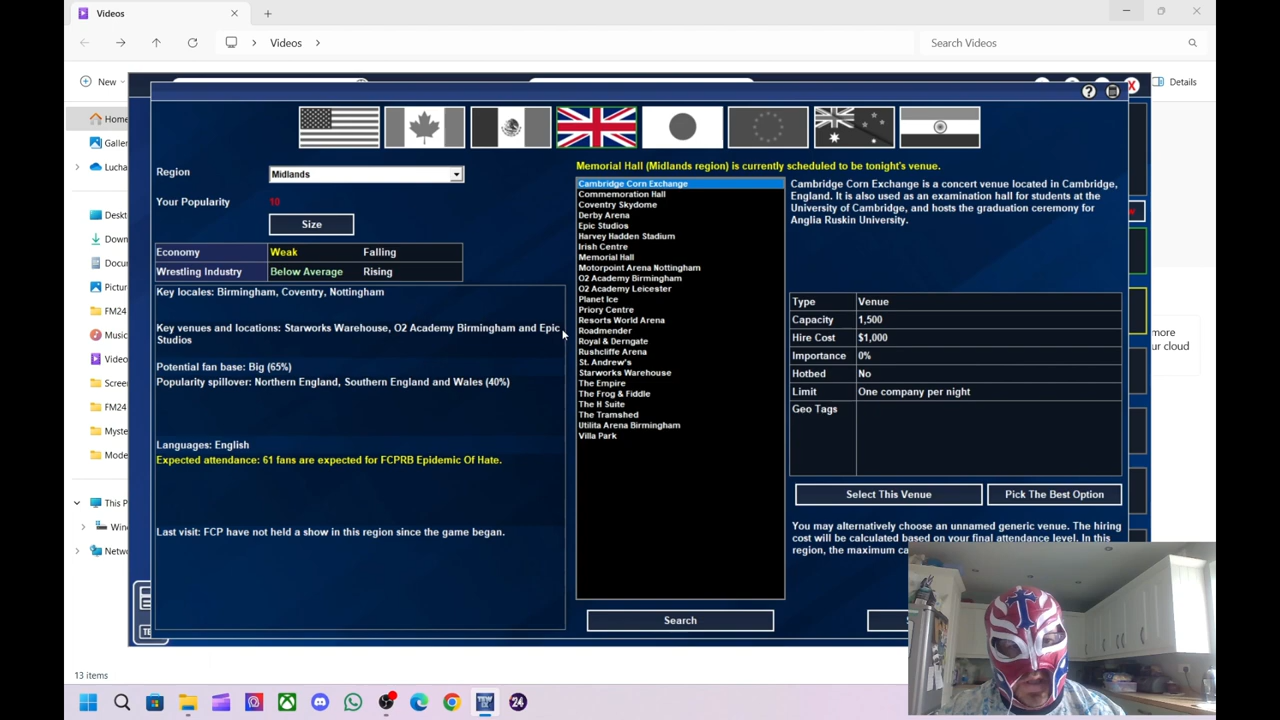 Videos
Videos
Search Videos
New
Details
Home
Galler
Lucha
Deskt
Down
Docum
Pictur
FM24
Music
Video
Screen
FM24
Myste
Mode
This P
Wind
Netwo
more
ur cloud
Memorial Hall (Midlands region) is currently scheduled to be tonight's venue.
Region
Midlands
Your Popularity
10
Size
Economy
Weak
Falling
Wrestling Industry
Below Average
Rising
Key locales: Birmingham, Coventry, Nottingham
Key venues and locations: Starworks Warehouse, O2 Academy Birmingham and Epic
Studios
Potential fan base: Big (65%)
Popularity spillover: Northern England, Southern England and Wales (40%)
Languages: English
Expected attendance: 61 fans are expected for FCPRB Epidemic Of Hate.
Last visit: FCP have not held a show in this region since the game began.
Cambridge Corn Exchange
Commemoration Hall
Coventry Skydome
Derby Arena
Epic Studios
Harvey Hadden Stadium
Irish Centre
Memorial Hall
Motorpoint Arena Nottingham
O2 Academy Birmingham
O2 Academy Leicester
Planet Ice
Priory Centre
Resorts World Arena
Roadmender
Royal & Derngate
Rushcliffe Arena
St. Andrew's
Starworks Warehouse
The Empire
The Frog & Fiddle
The H Suite
The Tramshed
Utilita Arena Birmingham
Villa Park
Search
Cambridge Corn Exchange is a concert venue located in Cambridge,
England. It is also used as an examination hall for students at the
University of Cambridge, and hosts the graduation ceremony for
Anglia Ruskin University.
Type
Venue
Capacity
1,500
Hire Cost
$1,000
Importance
0%
Hotbed
No
Limit
One company per night
Geo Tags
Select This Venue
Pick The Best Option
You may alternatively choose an unnamed generic venue. The hiring
cost will be calculated based on your final attendance level. In this
region, the maximum ca
13 items
24